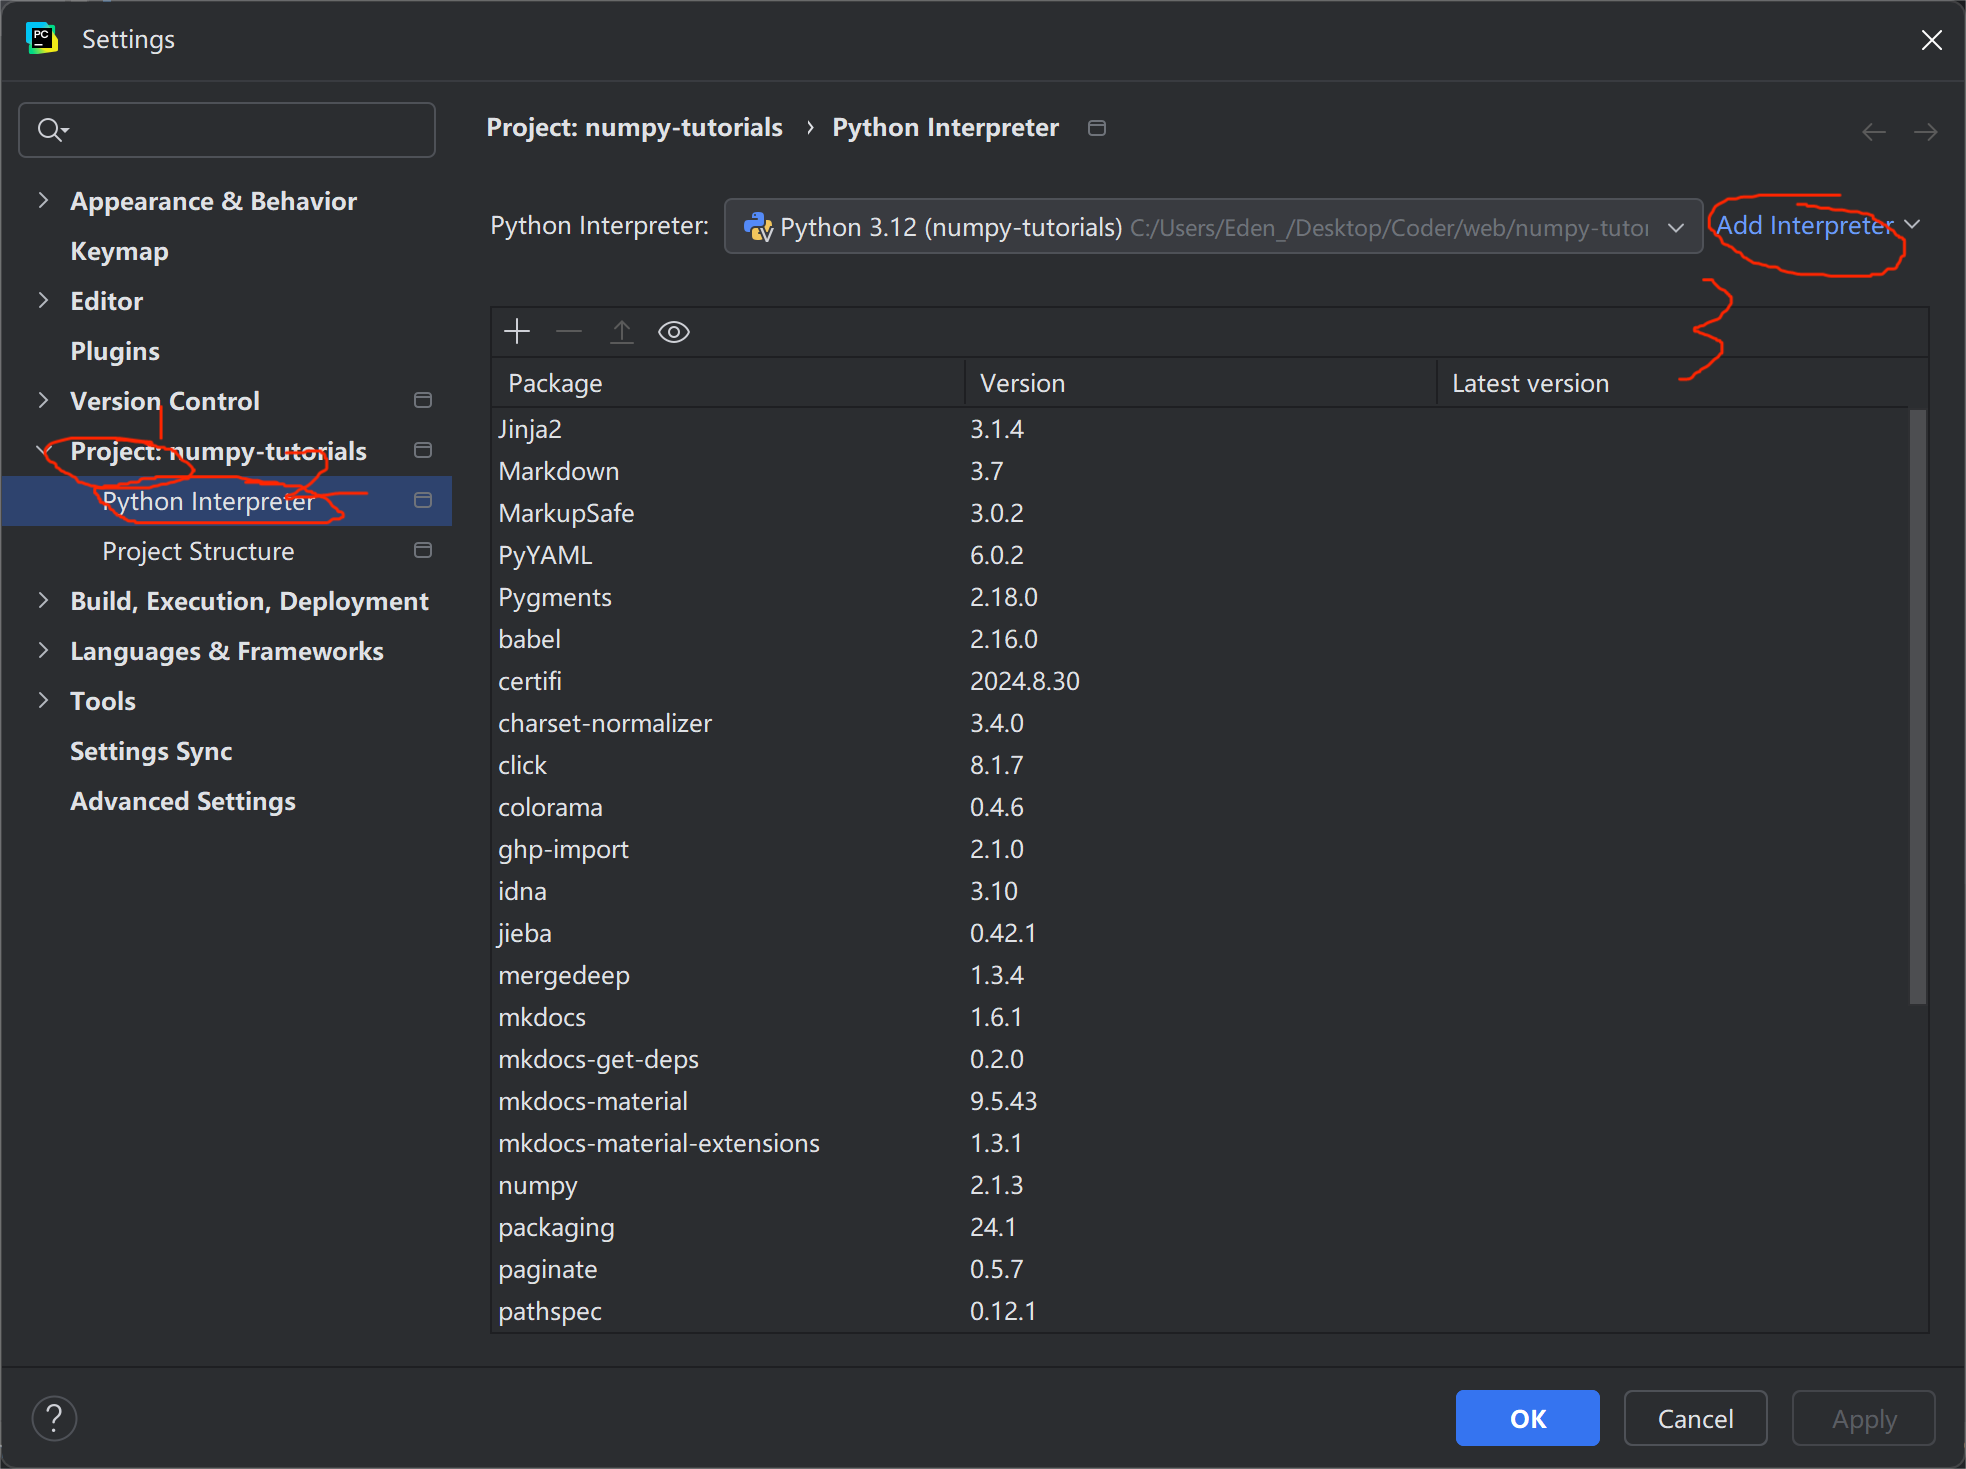 PC
Settings
Project: numpy-tutorials › Python Interpreter
Appearance & Behavior
Keymap
Editor
Plugins
Version Control
Project: numpy-tutorials
Python Interpreter
Project Structure
Build, Execution, Deployment
Languages & Frameworks
Tools
Settings Sync
Advanced Settings
1
2
Python Interpreter: Python 3.12 (numpy-tutorials) C:/Users/Eden_/Desktop/Coder/web/numpy-tutor Add Interpreter
3
Package Version Latest version
Jinja2 3.1.4
Markdown 3.7
MarkupSafe 3.0.2
PyYAML 6.0.2
Pygments 2.18.0
babel 2.16.0
certifi 2024.8.30
charset-normalizer 3.4.0
click 8.1.7
colorama 0.4.6
ghp-import 2.1.0
idna 3.10
jieba 0.42.1
mergedeep 1.3.4
mkdocs 1.6.1
mkdocs-get-deps 0.2.0
mkdocs-material 9.5.43
mkdocs-material-extensions 1.3.1
numpy 2.1.3
packaging 24.1
paginate 0.5.7
pathspec 0.12.1
? OK Cancel Apply